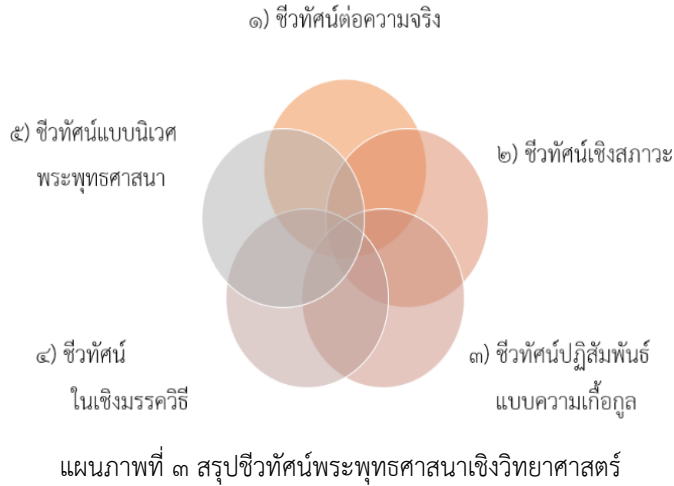 ๑) ชีวทัศน์ต่อความจริง
๒) ชีวทัศน์เชิงสภาวะ
๓) ชีวทัศน์ปฏิสัมพันธ์
แบบความเกื้อกูล
๔) ชีวทัศน์
ในเชิงมรรควิธี
๕) ชีวทัศน์แบบนิเวศ
พระพุทธศาสนา
แผนภาพที่ ๓ สรุปชีวทัศน์พระพุทธศาสนาเชิงวิทยาศาสตร์